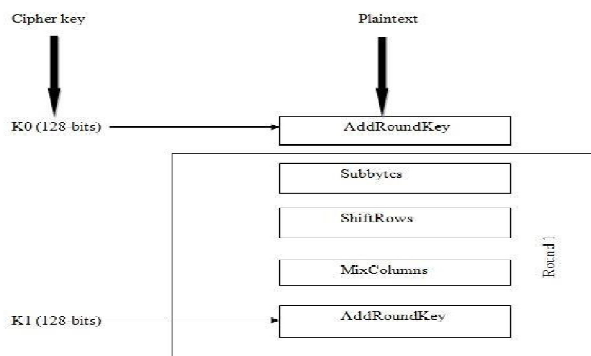 Cipher key
Plaintext
K0 (128-bits)
AddRoundKey
Subbytes
ShiftRows
MixColumns
Round 1
K1 (128-bits)
AddRoundKey